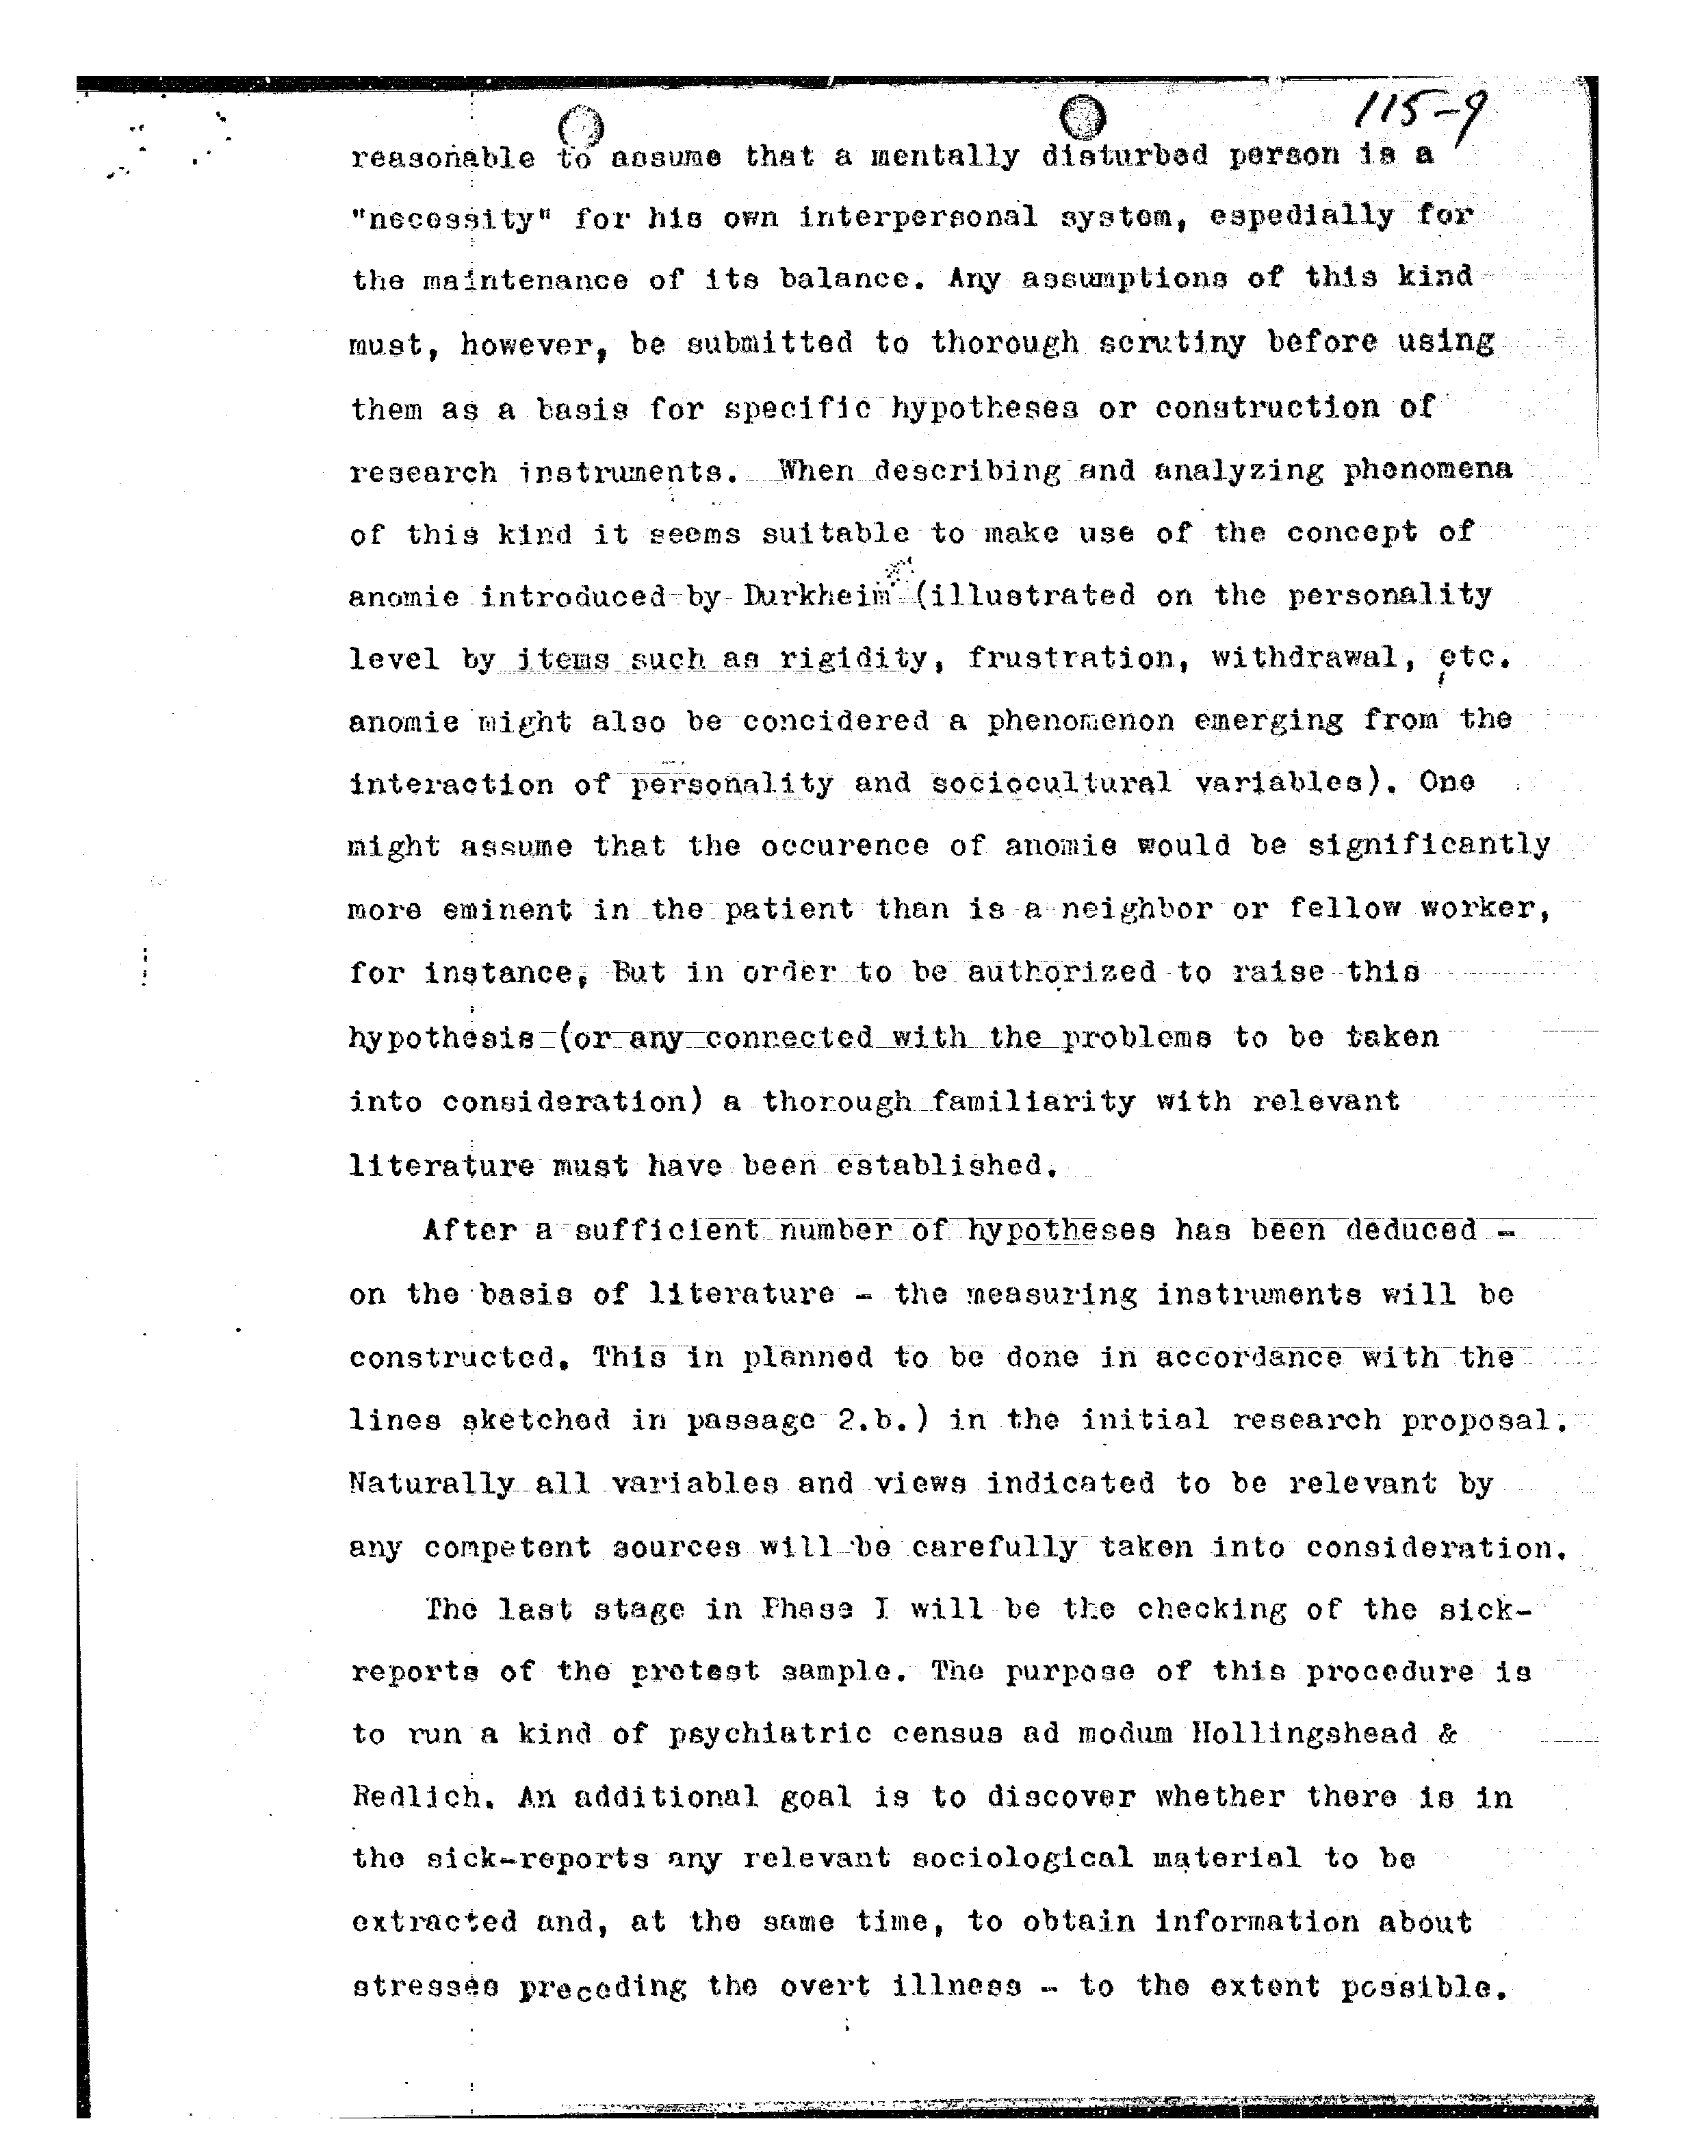 115-9
reasonable to assume that a mentally disturbed person is a
"necessity" for his own interpersonal system, espedially for
the maintenance of its balance. Any assumptions of this kind
must, however, be submitted to thorough scrutiny before using
them as a basis for specific hypotheses or construction of
research instruments. When describing and analyzing phenomena
of this kind it seems suitable to make use of the concept of
anomie introduced by Durkheim (illustrated on the personality
level by items such as rigidity, frustration, withdrawal, etc.
anomie might also be concidered a phenomenon emerging from the
interaction of personality and sociocultural variables). One
might assume that the occurence of anomie would be significantly
more eminent in the patient than is a neighbor or fellow worker,
for instance, But in order to be authorized to raise this
hypothesis (or any connected with the problems to be taken
into consideration) a thorough familiarity with relevant
literature must have been established.
After a sufficient number of hypotheses has been deduced -
on the basis of literature - the measuring instruments will be
constructed. This in planned to be done in accordance with the
lines sketched in passage 2.b.) in the initial research proposal.
Naturally all variables and views indicated to be relevant by
any competent sources will be carefully taken into consideration.
The last stage in Phase I will be the checking of the sick-
reports of the pretest sample. The purpose of this procedure is
to run a kind of psychiatric census ad modum Hollingshead &
Redlich. An additional goal is to discover whether there is in
the sick-reports any relevant sociological material to be
extracted and, at the same time, to obtain information about
stresses preceding the overt illness - to the extent possible.